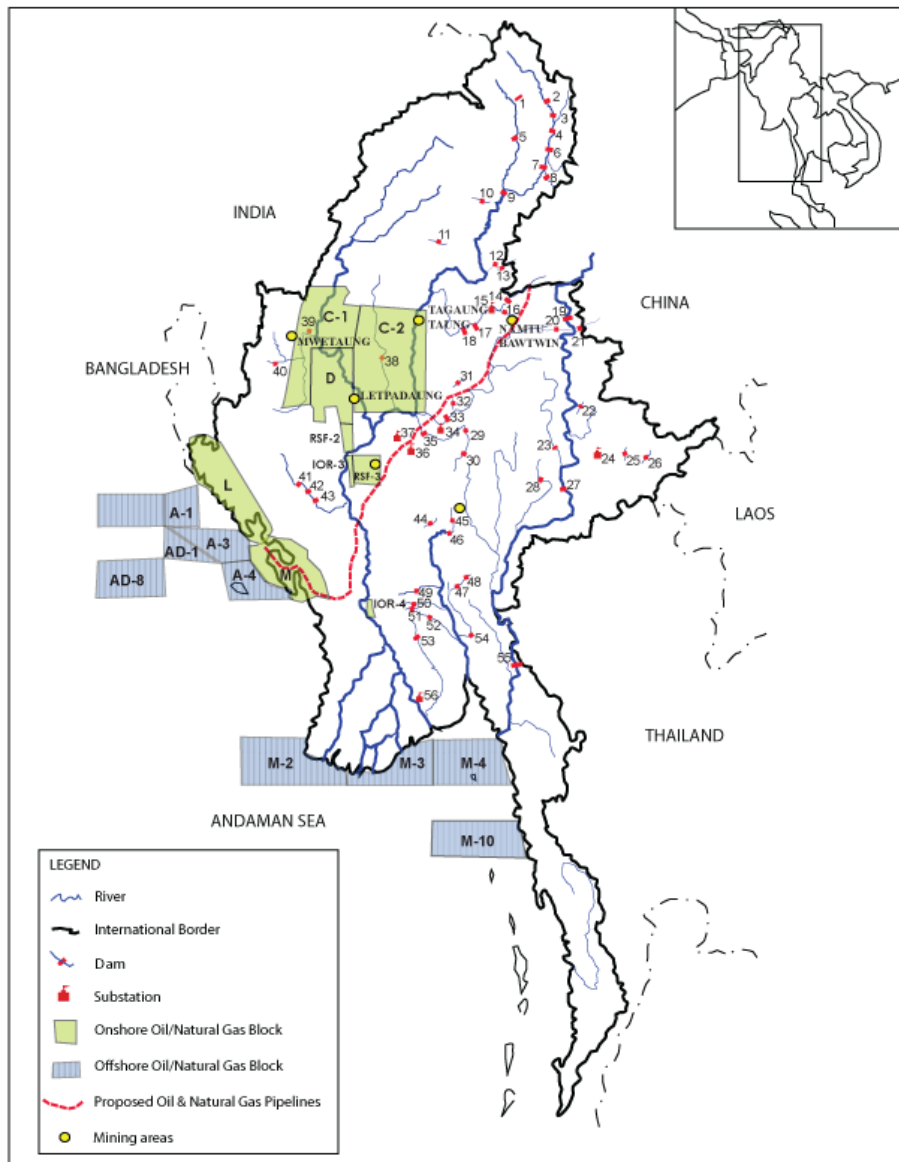 1
2
3
4
5
6
7
8
9
10
INDIA
11
12
13
CHINA
14
15
16
TAGAUNG
TAUNG
17
18
NAMTU
BAWTWIN
19
20
21
C-1
C-2
39
MWETAUNG
38
40
BANGLADESH
D
LETPADAUNG
31
32
33
22
RSF-2
37
35
34
29
36
30
23
24
25
26
IOR-3
RSF-3
28
27
41
42
43
L
44
45
46
LAOS
A-1
AD-1
A-3
A-4
M
AD-8
48
47
49
IOR-4
50
51
52
53
54
55
56
THAILAND
M-2
M-3
M-4
ANDAMAN SEA
M-10
LEGEND
River
International Border
Dam
Substation
Onshore Oil/Natural Gas Block
Offshore Oil/Natural Gas Block
Proposed Oil & Natural Gas Pipelines
Mining areas